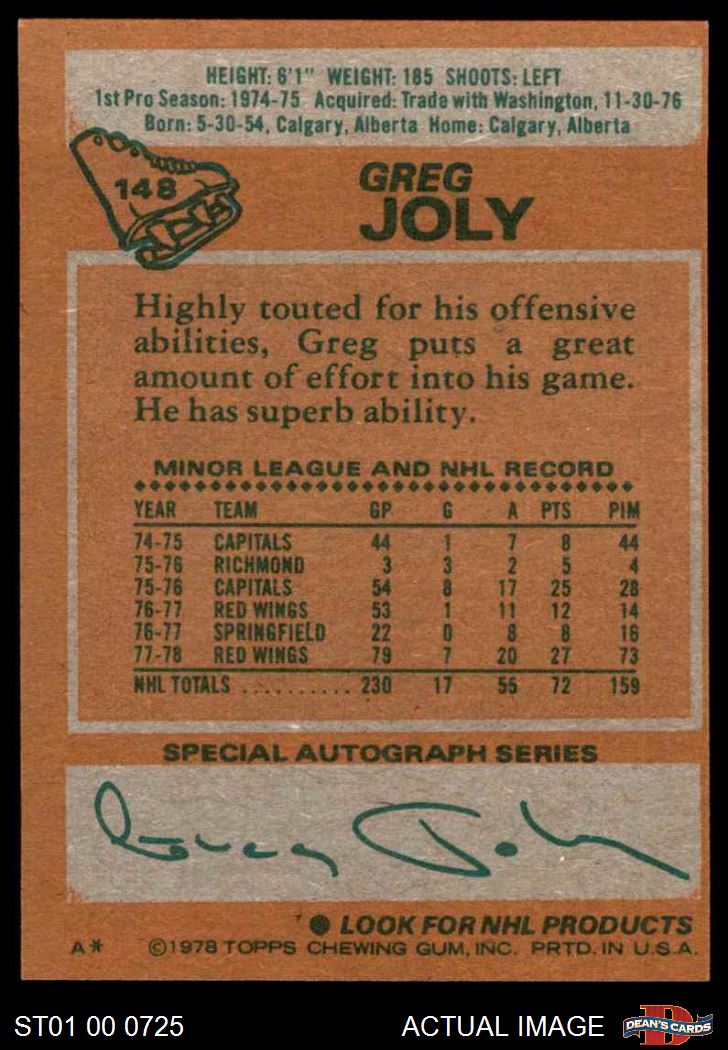 HEIGHT: 6'1" WEIGHT: 185 SHOOTS: LEFT
1st Pro Season: 1974-75 Acquired: Trade with Washington, 11-30-76
Born: 5-30-54, Calgary, Alberta Home: Calgary, Alberta
148
GREG
JOLY
Highly touted for his offensive
abilities, Greg puts a great
amount of effort into his game.
He has superb ability.
MINOR LEAGUE AND NHL RECORD
YEAR TEAM GP G A PTS PIM
74-75 CAPITALS 44 1 7 8 44
75-76 RICHMOND 3 3 2 5 4
75-76 CAPITALS 54 8 17 25 28
76-77 RED WINGS 53 1 11 12 14
76-77 SPRINGFIELD 22 0 8 8 16
77-78 RED WINGS 79 7 20 27 73
NHL TOTALS .......... 230 17 55 72 159
SPECIAL AUTOGRAPH SERIES
Greg Joly
● LOOK FOR NHL PRODUCTS
A* ©1978 TOPPS CHEWING GUM, INC. PRTD. IN U.S.A.
ST01 00 0725 ACTUAL IMAGE D DEAN'S CARDS